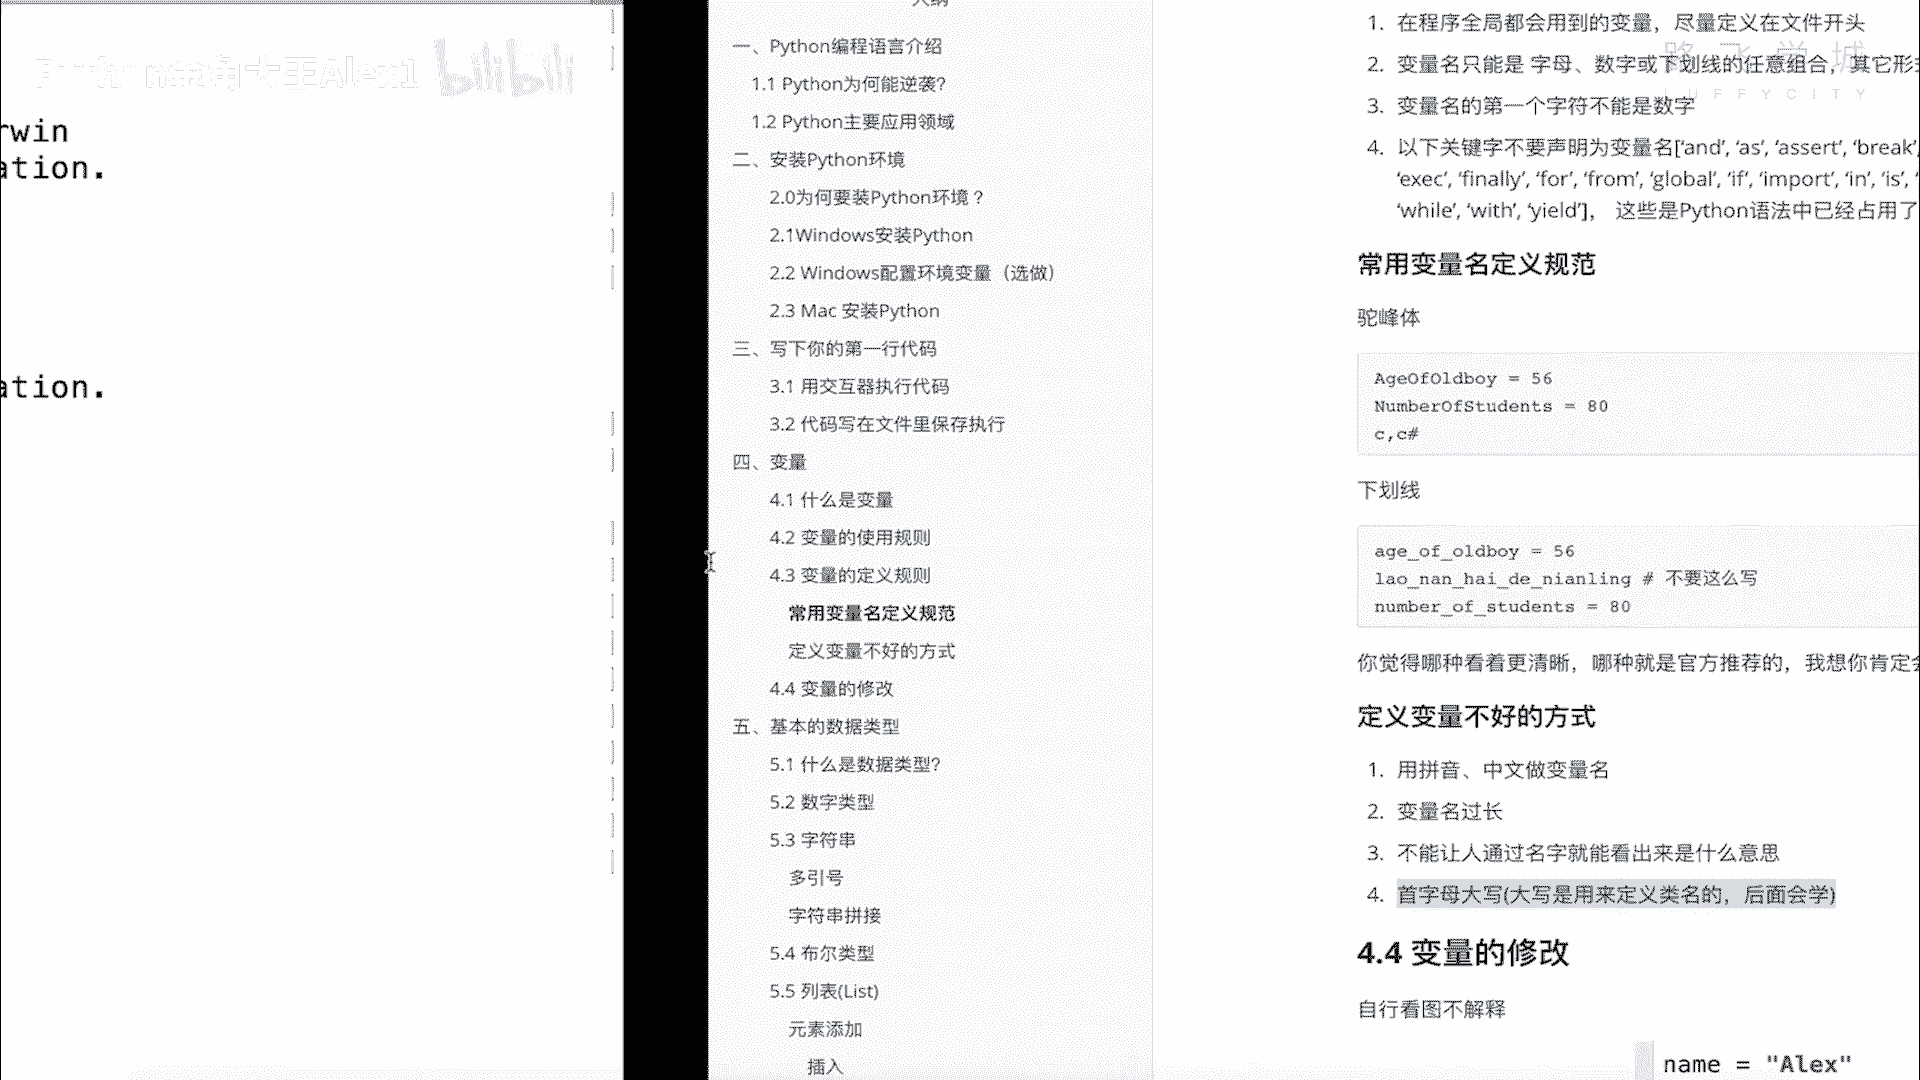 bilibili
rwin
ation.
ation.
大纲
一、Python编程语言介绍
1.1 Python为何能逆袭?
1.2 Python主要应用领域
二、安装Python环境
2.0为何要装Python环境？
2.1Windows安装Python
2.2 Windows配置环境变量（选做）
2.3 Mac 安装Python
三、写下你的第一行代码
3.1 用交互器执行代码
3.2 代码写在文件里保存执行
四、变量
4.1 什么是变量
4.2 变量的使用规则
4.3 变量的定义规则
常用变量名定义规范
定义变量不好的方式
4.4 变量的修改
五、基本的数据类型
5.1 什么是数据类型?
5.2 数字类型
5.3 字符串
多引号
字符串拼接
5.4 布尔类型
5.5 列表(List)
元素添加
插入
路飞学城
LUFFYCITY
1. 在程序全局都会用到的变量，尽量定义在文件开头
2. 变量名只能是 字母、数字或下划线的任意组合，其它形式
3. 变量名的第一个字符不能是数字
4. 以下关键字不要声明为变量名['and', 'as', 'assert', 'break',
'exec', 'finally', 'for', 'from', 'global', 'if', 'import', 'in', 'is', '
'while', 'with', 'yield']， 这些是Python语法中已经占用了
常用变量名定义规范
驼峰体
AgeOfOldboy = 56
NumberOfStudents = 80
c,c#
下划线
age_of_oldboy = 56
lao_nan_hai_de_nianling # 不要这么写
number_of_students = 80
你觉得哪种看着更清晰，哪种就是官方推荐的，我想你肯定会
定义变量不好的方式
1. 用拼音、中文做变量名
2. 变量名过长
3. 不能让人通过名字就能看出来是什么意思
4. 首字母大写(大写是用来定义类名的，后面会学)
4.4 变量的修改
自行看图不解释
name = "Alex"